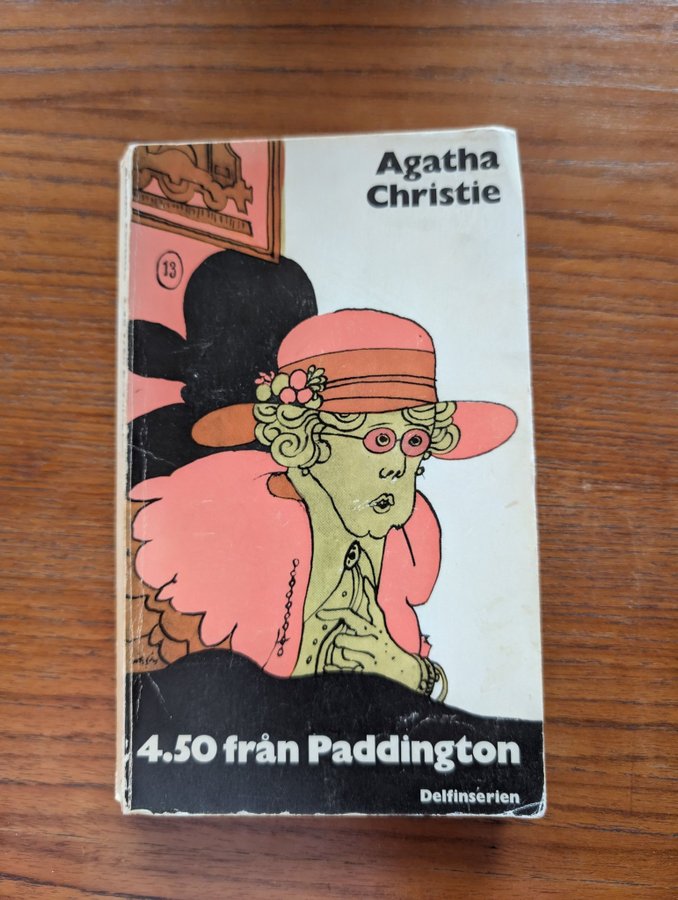 Agatha
Christie
13
4.50 från Paddington
Delfinserien